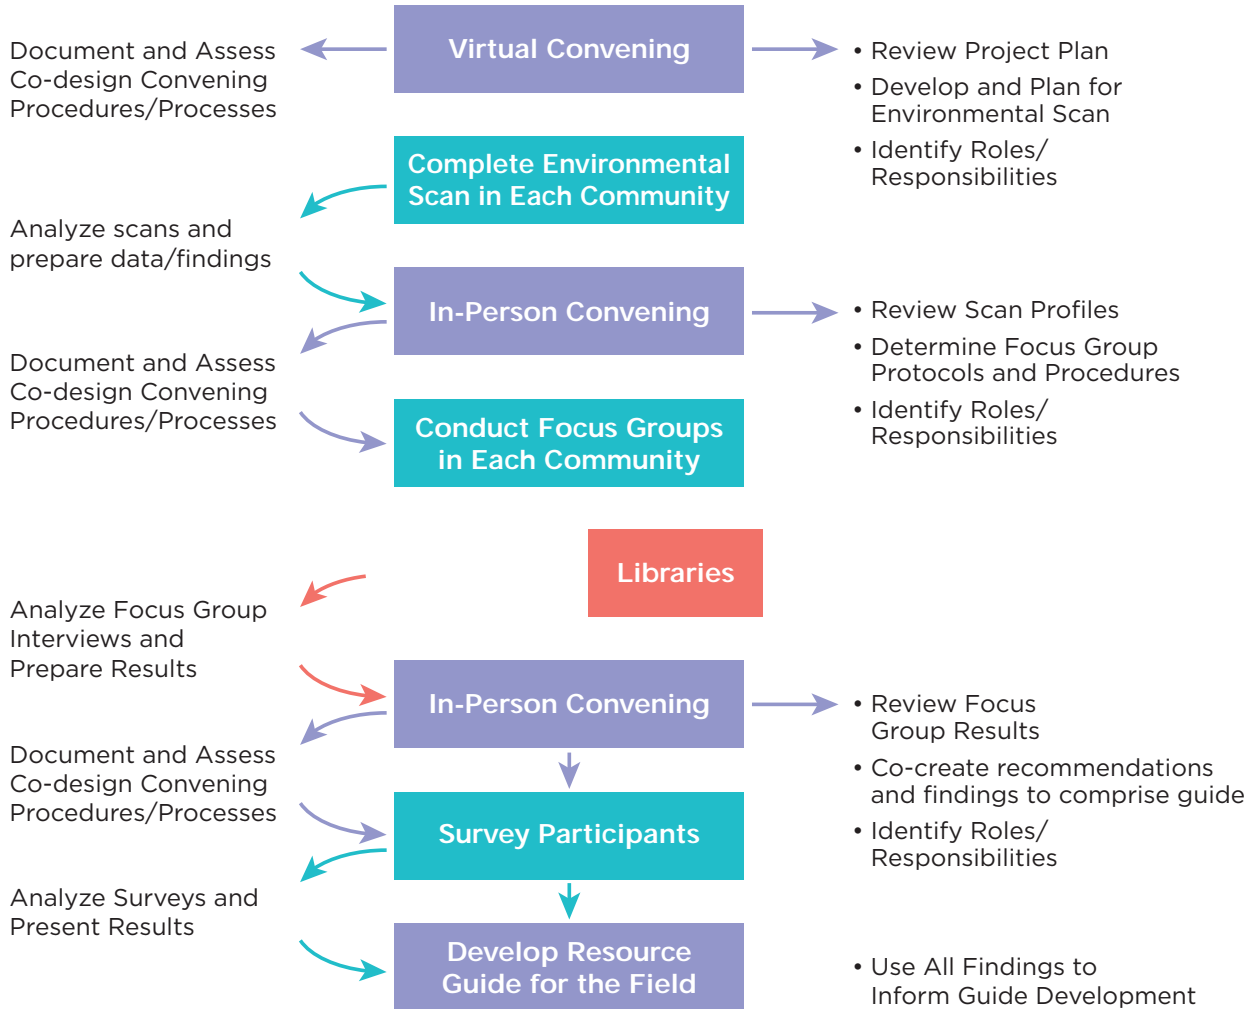 Document and Assess
Co-design Convening
Procedures/Processes
Virtual Convening
• Review Project Plan
• Develop and Plan for
Environmental Scan
• Identify Roles/
Responsibilities
Complete Environmental
Scan in Each Community
Analyze scans and
prepare data/findings
In-Person Convening
• Review Scan Profiles
• Determine Focus Group
Protocols and Procedures
• Identify Roles/
Responsibilities
Document and Assess
Co-design Convening
Procedures/Processes
Conduct Focus Groups
in Each Community
Libraries
Analyze Focus Group
Interviews and
Prepare Results
In-Person Convening
• Review Focus
Group Results
• Co-create recommendations
and findings to comprise guide
• Identify Roles/
Responsibilities
Document and Assess
Co-design Convening
Procedures/Processes
Survey Participants
Analyze Surveys and
Present Results
Develop Resource
Guide for the Field
• Use All Findings to
Inform Guide Development